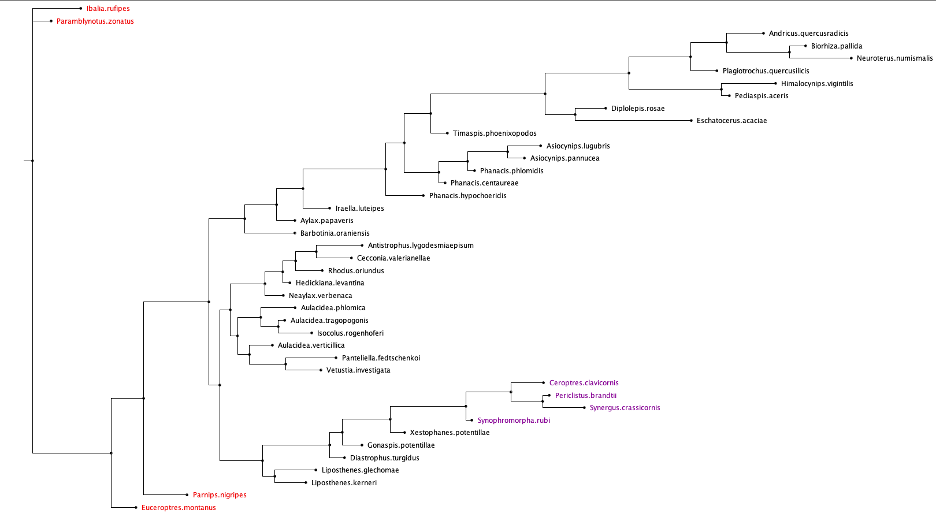 Ibalia.rufipes
Paramblynotus.zonatus
Andricus.quercusradicis
Biorhiza.pallida
Neuroterus.numismalis
Plagiotrochus.quercusilicis
Himalocynips.vigintilis
Pediaspis.aceris
Diplolepis.rosae
Eschatocerus.acaciae
Timaspis.phoenixopodos
Asiocynips.lugubris
Asiocynips.pannucea
Phanacis.phlomidis
Phanacis.centaureae
Phanacis.hypochoeridis
Iraella.luteipes
Aylax.papaveris
Barbotinia.oraniensis
Antistrophus.lygodesmiaepisum
Cecconia.valerianellae
Rhodus.oriundus
Hedickiana.levantina
Neaylax.verbenaca
Aulacidea.phlomica
Aulacidea.tragopogonis
Isocolus.rogenhoferi
Aulacidea.verticillica
Panteliella.fedtschenkoi
Vetustia.investigata
Ceroptres.clavicornis
Periclistus.brandtii
Synergus.crassicornis
Synophromorpha.rubi
Xestophanes.potentillae
Gonaspis.potentillae
Diastrophus.turgidus
Liposthenes.glechomae
Liposthenes.kerneri
Parnips.nigripes
Euceroptres.montanus